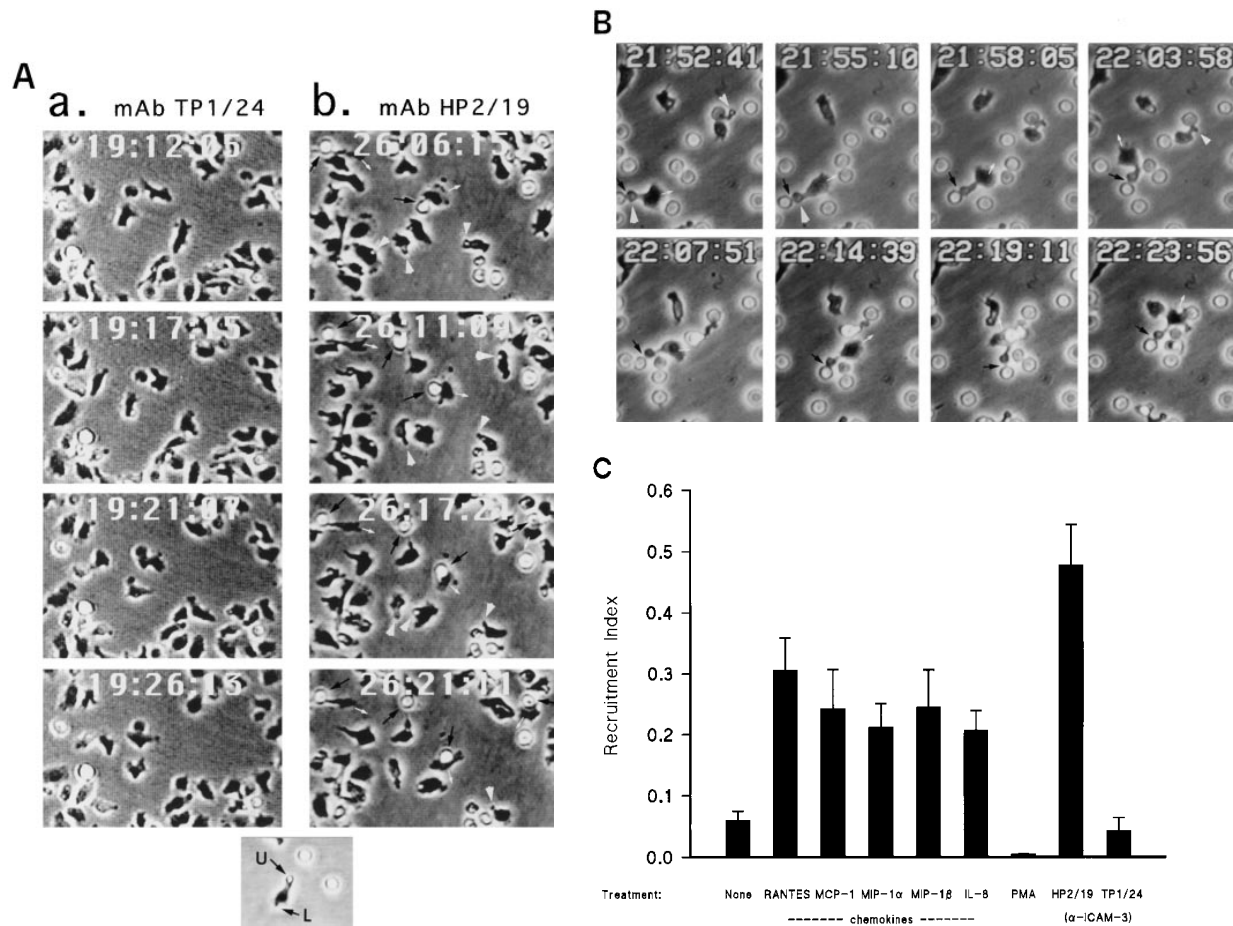 A
a. mAb TP1/24
b. mAb HP2/19
19:12:05
26:06:15
19:17:15
26:11:09
19:21:07
26:17:21
19:26:13
26:21:11
U
L
B
21:52:41 21:55:10 21:58:05 22:03:58
22:07:51 22:14:39 22:19:11 22:23:56
C
Recruitment Index
0.6
0.5
0.4
0.3
0.2
0.1
0.0
Treatment: None RANTES MCP-1 MIP-1α MIP-1β IL-8 PMA HP2/19 TP1/24
------- chemokines -------
(α-ICAM-3)